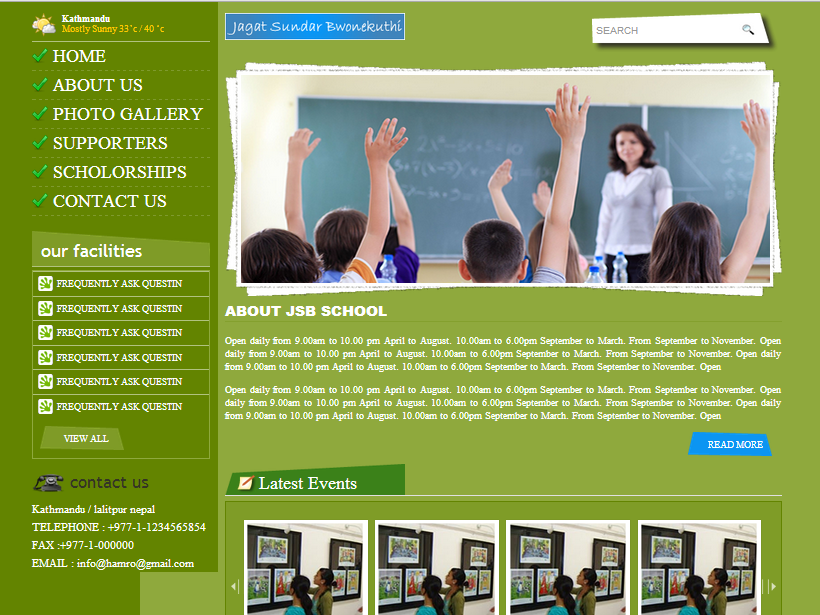 Kathmandu
Mostly Sunny 33°c / 40 °c
HOME
ABOUT US
PHOTO GALLERY
SUPPORTERS
SCHOLORSHIPS
CONTACT US
our facilities
FREQUENTLY ASK QUESTIN
FREQUENTLY ASK QUESTIN
FREQUENTLY ASK QUESTIN
FREQUENTLY ASK QUESTIN
FREQUENTLY ASK QUESTIN
FREQUENTLY ASK QUESTIN
VIEW ALL
contact us
Kathmandu / lalitpur nepal
TELEPHONE : +977-1-1234565854
FAX :+977-1-000000
EMAIL : info@hamro@gmail.com
Jagat Sundar Bwonekuthi
SEARCH
ABOUT JSB SCHOOL
Open daily from 9.00am to 10.00 pm April to August. 10.00am to 6.00pm September to March. From September to November. Open
daily from 9.00am to 10.00 pm April to August. 10.00am to 6.00pm September to March. From September to November. Open daily
from 9.00am to 10.00 pm April to August. 10.00am to 6.00pm September to March. From September to November. Open
Open daily from 9.00am to 10.00 pm April to August. 10.00am to 6.00pm September to March. From September to November. Open
daily from 9.00am to 10.00 pm April to August. 10.00am to 6.00pm September to March. From September to November. Open daily
from 9.00am to 10.00 pm April to August. 10.00am to 6.00pm September to March. From September to November. Open
READ MORE
Latest Events